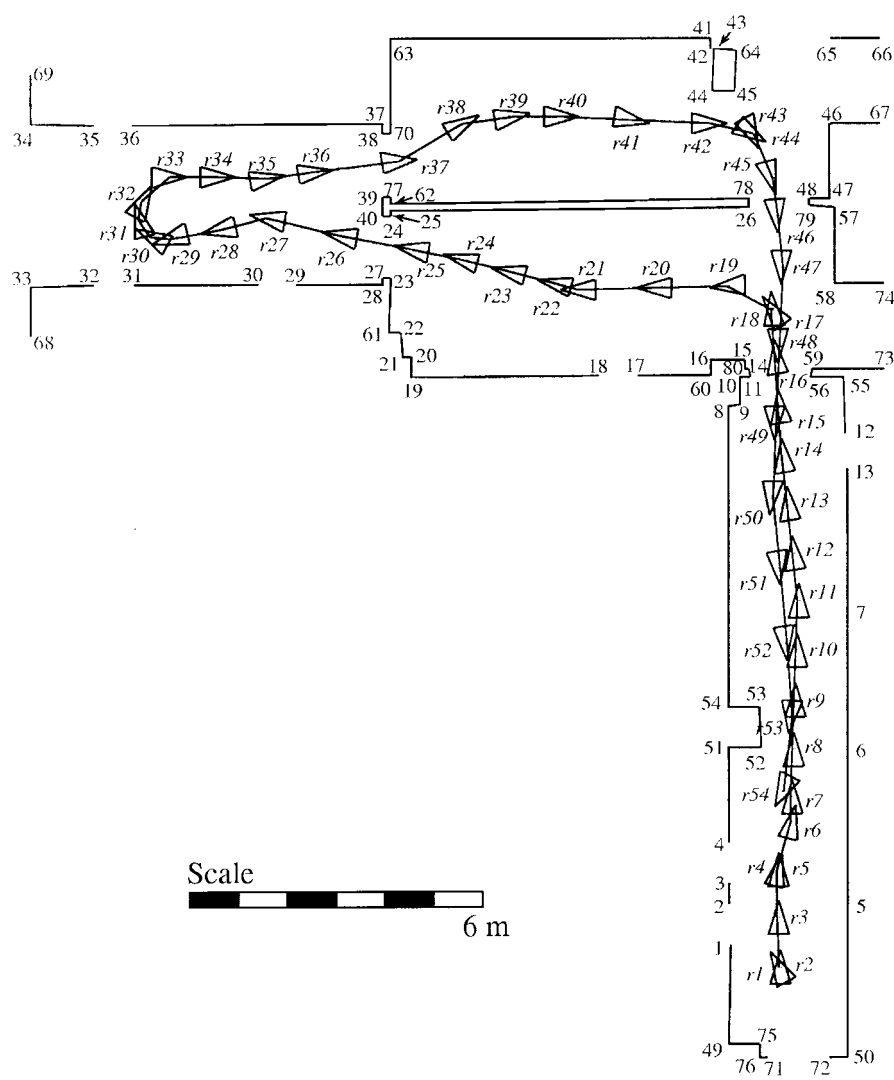 43
41
63
42 64 65 66
69
44 45
37 r38 r39 r40 r43 46 67
34 35 36 38 70 r41 r42 r44
r37
r33 r34 r35 r36 r45
r32 39 77 62 78 48 47
40 25 26 79 57
r31 24
r30 r29 r28 r27 r26 r25 r24 r46
33 32 31 30 29 27 23 r23 r22 r21 r20 r19 r47
28 58 74
68 61 22 r18 r17
r48
21 20 16 15 59 73
19 18 17 60 80 14 r16 56 55
10 11
8 9 r15
r49 12
r14
13
r50 r13
r12
r51
r11 7
r52 r10
54 53 r9
r53
51 52 r8 6
r54 r7
r6
4
Scale r4 r5
3
2 r3 5
6 m
1
r1 r2
49 75
76 71 72 50